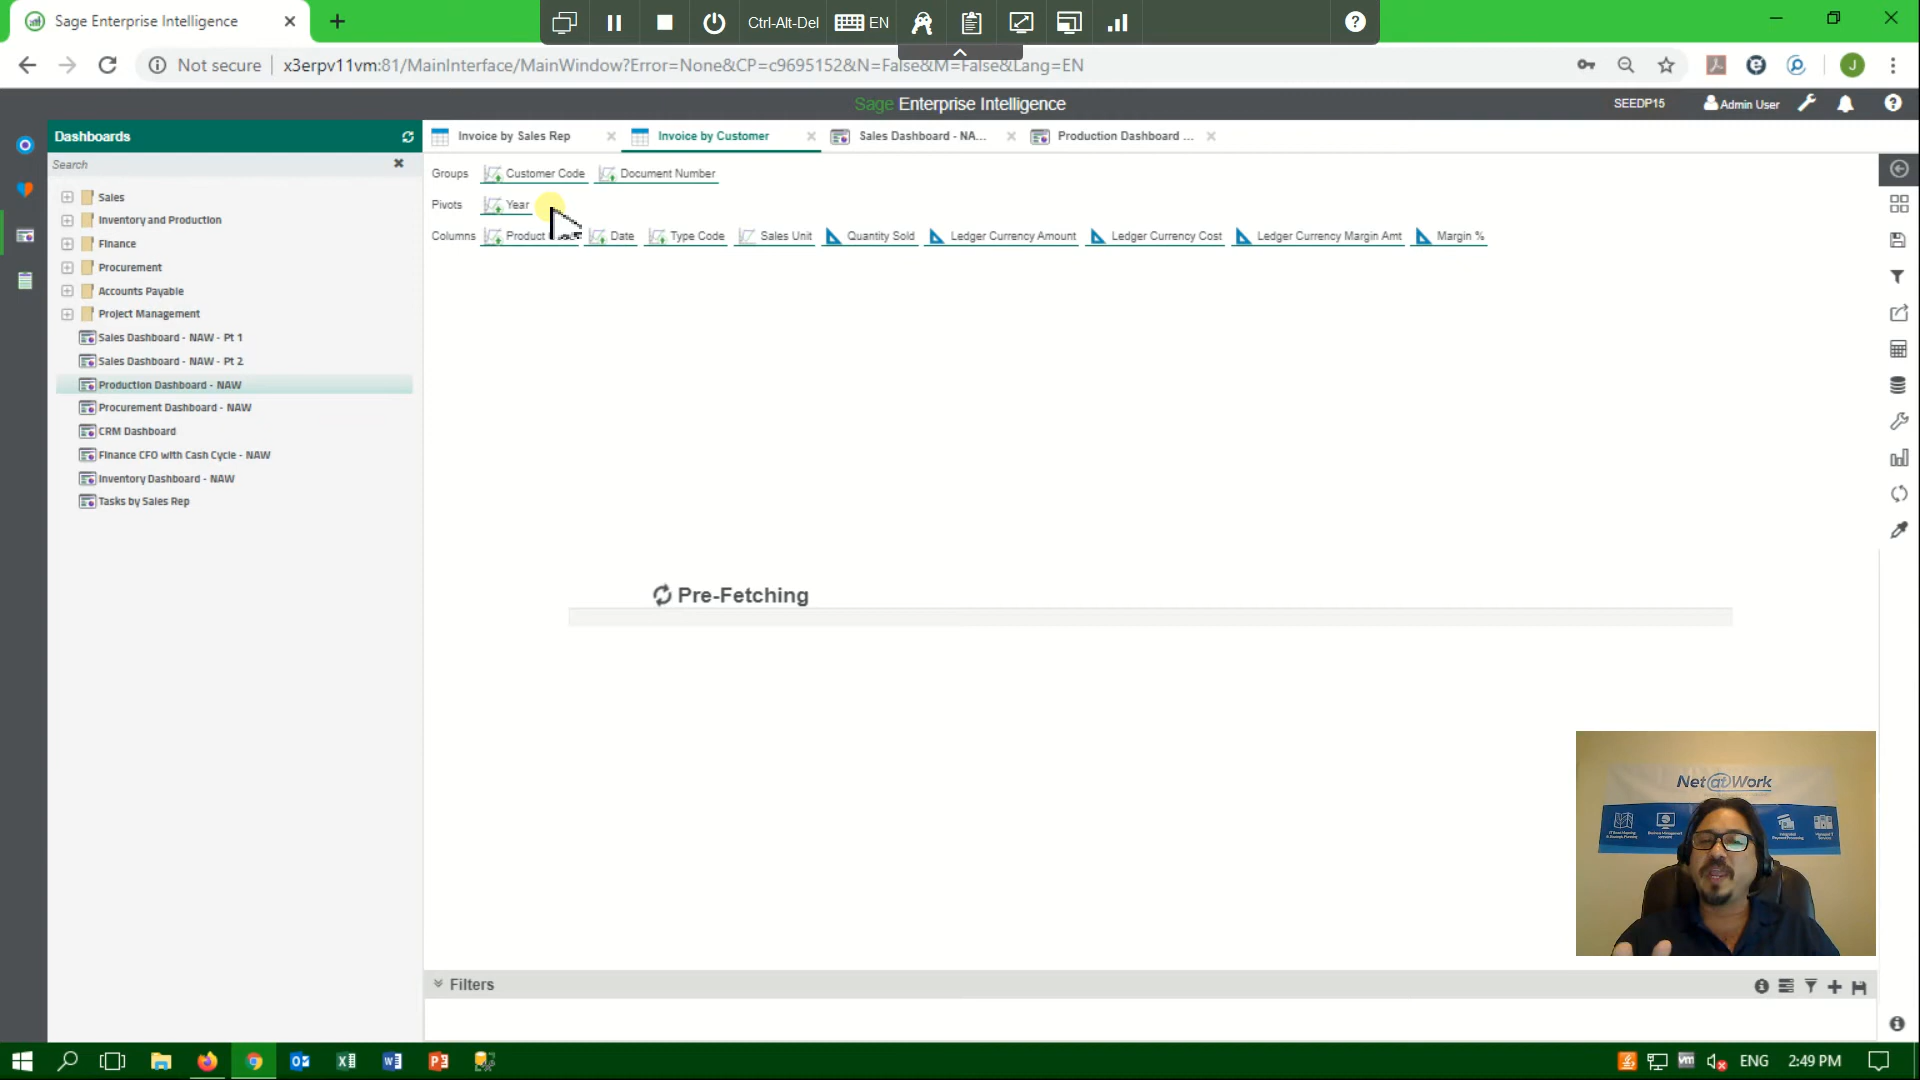 Sage Enterprise Intelligence
Ctrl-Alt-Del
EN
Not secure
x3erpv11vm:81/MainInterface/MainWindow?Error=None&CP=c9695152&N=False&M=False&Lang=EN
J
Sage Enterprise Intelligence
SEEDP15
Admin User
Dashboards
Search
Sales
Inventory and Production
Finance
Procurement
Accounts Payable
Project Management
Sales Dashboard - NAW - Pt 1
Sales Dashboard - NAW - Pt 2
Production Dashboard - NAW
Procurement Dashboard - NAW
CRM Dashboard
Finance CFO with Cash Cycle - NAW
Inventory Dashboard - NAW
Tasks by Sales Rep
Invoice by Sales Rep
Invoice by Customer
Sales Dashboard - NA...
Production Dashboard ...
Groups Customer Code Document Number
Pivots Year
Columns Product Date Type Code Sales Unit Quantity Sold Ledger Currency Amount Ledger Currency Cost Ledger Currency Margin Amt Margin %
Pre-Fetching
Net@Work
Filters
ENG 2:49 PM